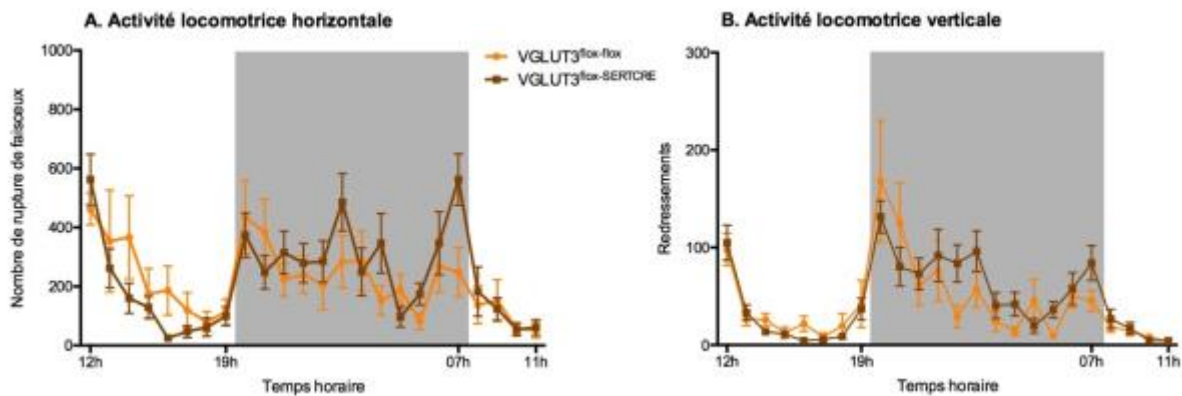 A. Activité locomotrice horizontale
Nombre de rupture de faisceux
1000
800
600
400
200
0
12h
19h
07h
11h
Temps horaire
VGLUT3flox-flox
VGLUT3flox-SERTCRE
B. Activité locomotrice verticale
Redressements
300
200
100
0
12h
19h
07h
11h
Temps horaire